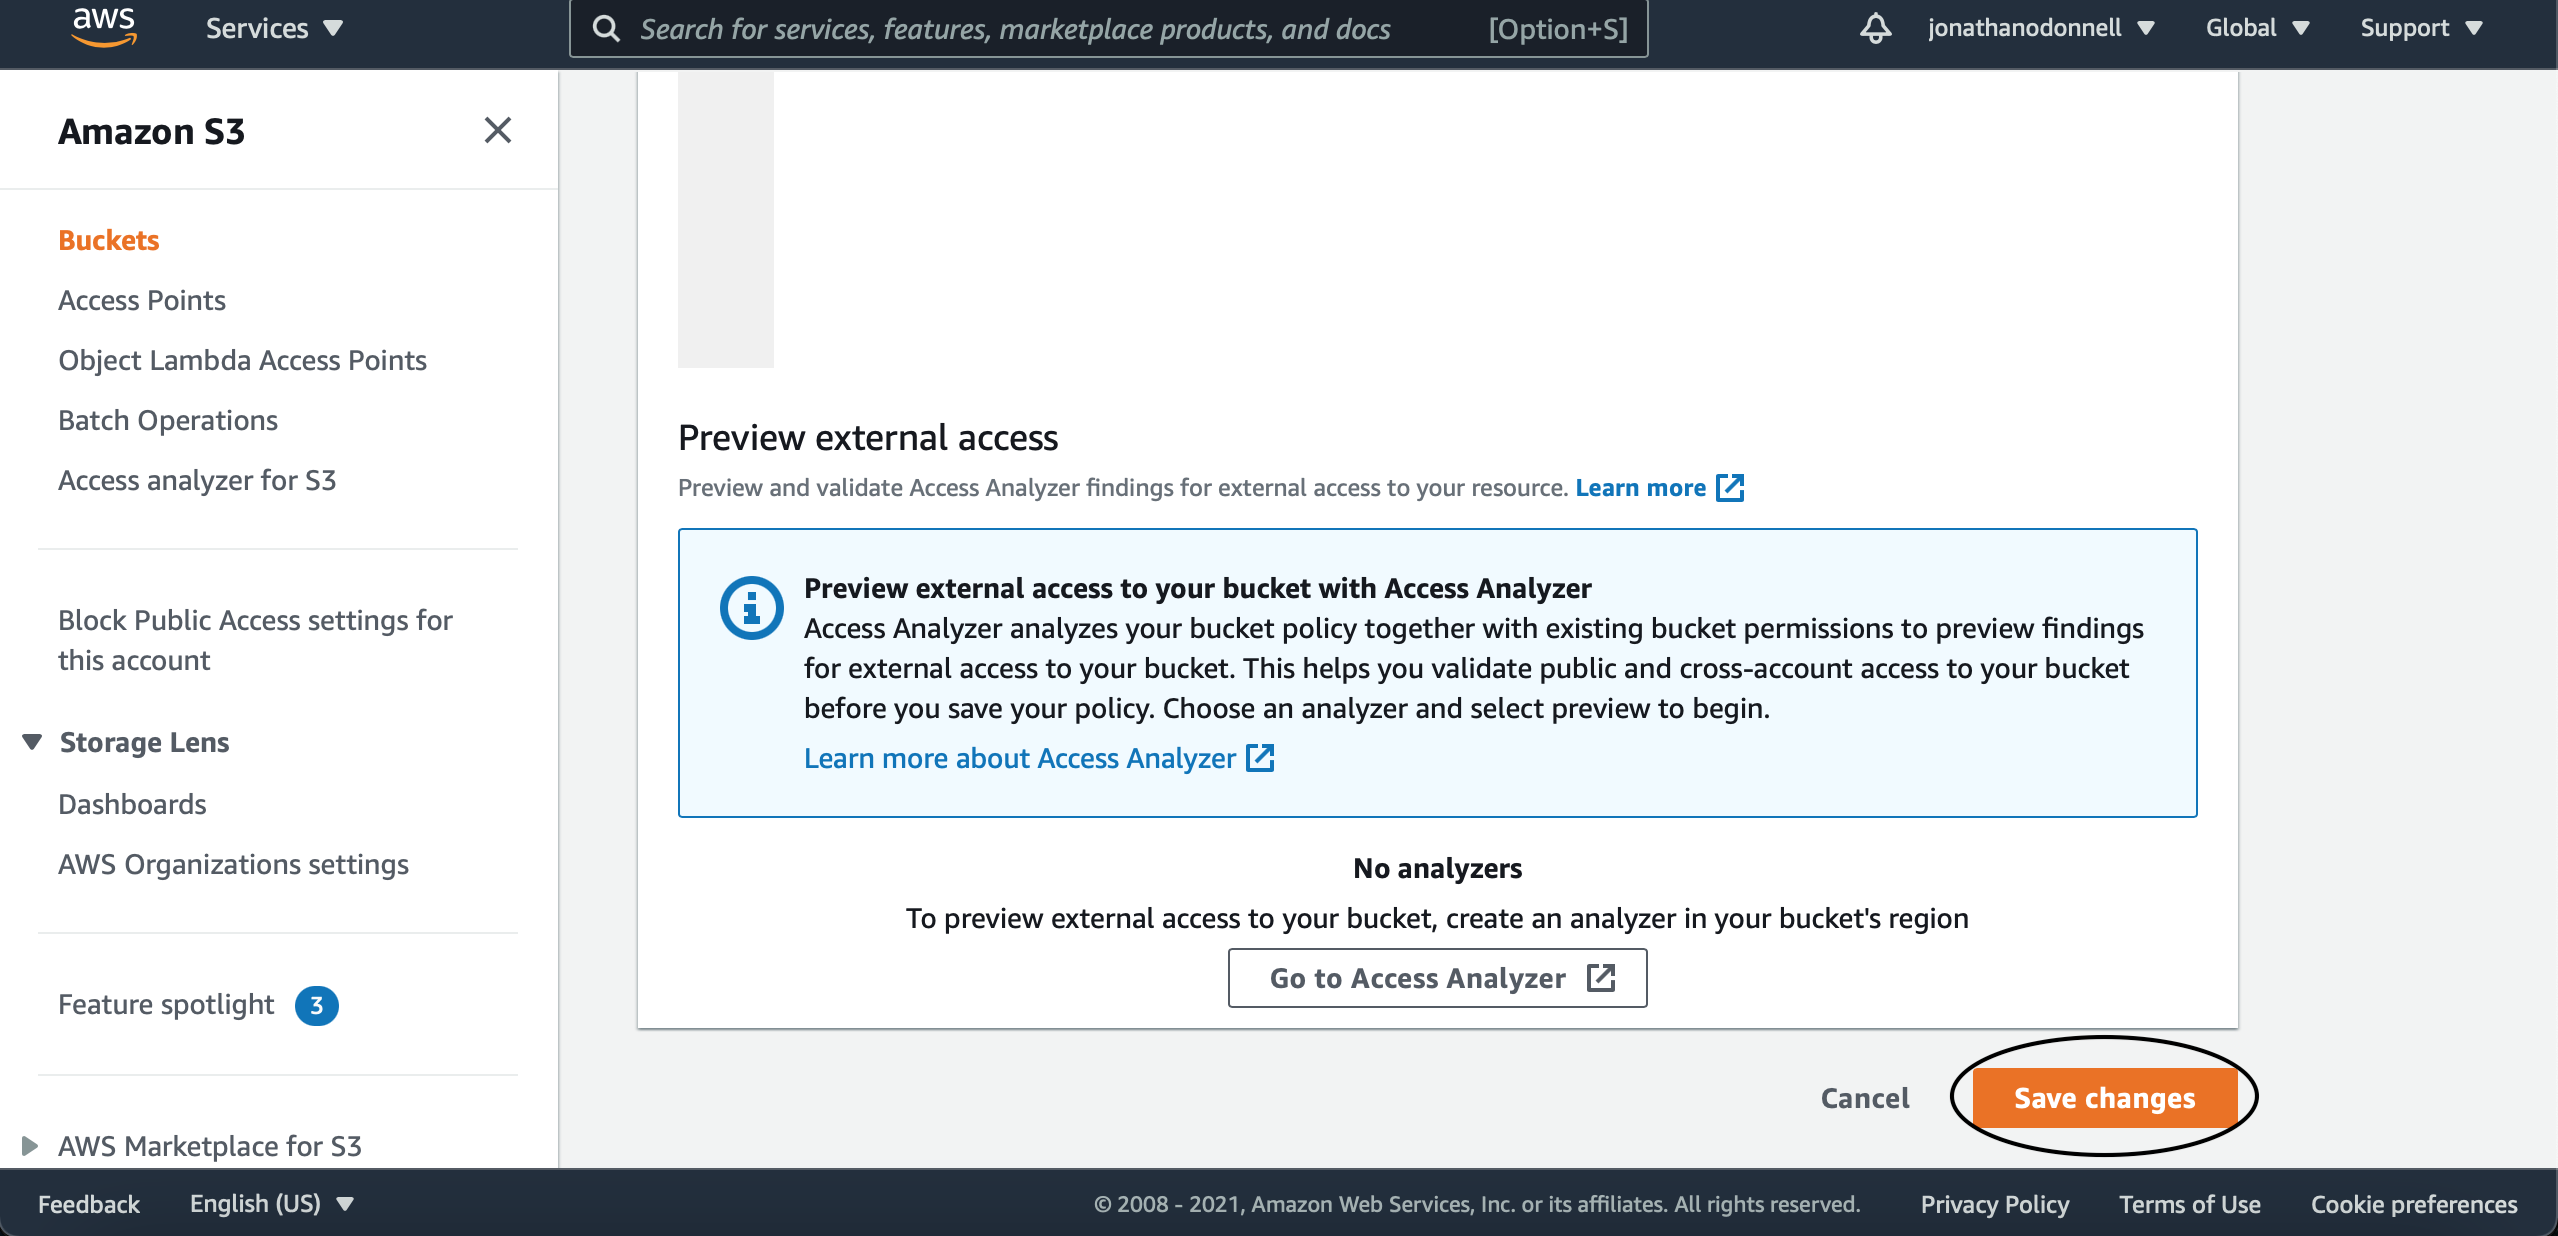 aws
Services
Search for services, features, marketplace products, and docs
[Option+S]
jonathanodonnell
Global
Support
Amazon S3
Buckets
Access Points
Object Lambda Access Points
Batch Operations
Access analyzer for S3
Block Public Access settings for
this account
Storage Lens
Dashboards
AWS Organizations settings
Feature spotlight 3
AWS Marketplace for S3
Preview external access
Preview and validate Access Analyzer findings for external access to your resource. Learn more
Preview external access to your bucket with Access Analyzer
Access Analyzer analyzes your bucket policy together with existing bucket permissions to preview findings
for external access to your bucket. This helps you validate public and cross-account access to your bucket
before you save your policy. Choose an analyzer and select preview to begin.
Learn more about Access Analyzer
No analyzers
To preview external access to your bucket, create an analyzer in your bucket's region
Go to Access Analyzer
Cancel
Save changes
Feedback
English (US)
© 2008 - 2021, Amazon Web Services, Inc. or its affiliates. All rights reserved.
Privacy Policy
Terms of Use
Cookie preferences